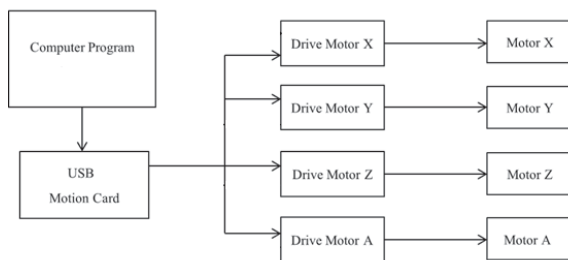 Computer Program
USB
Motion Card
Drive Motor X
Motor X
Drive Motor Y
Motor Y
Drive Motor Z
Motor Z
Drive Motor A
Motor A